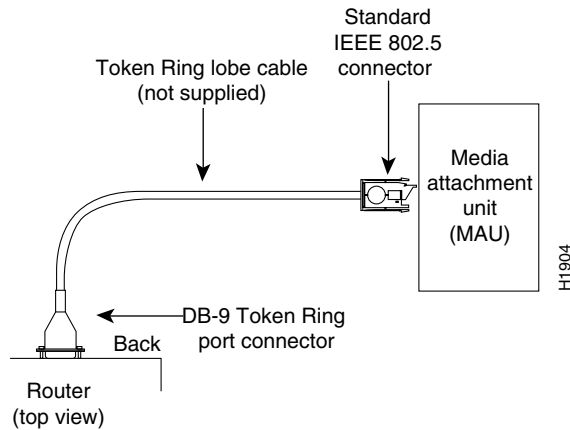 Standard
IEEE 802.5
connector
Token Ring lobe cable
(not supplied)
Media
attachment
unit
(MAU)
H1904
DB-9 Token Ring
port connector
Back
Router
(top view)